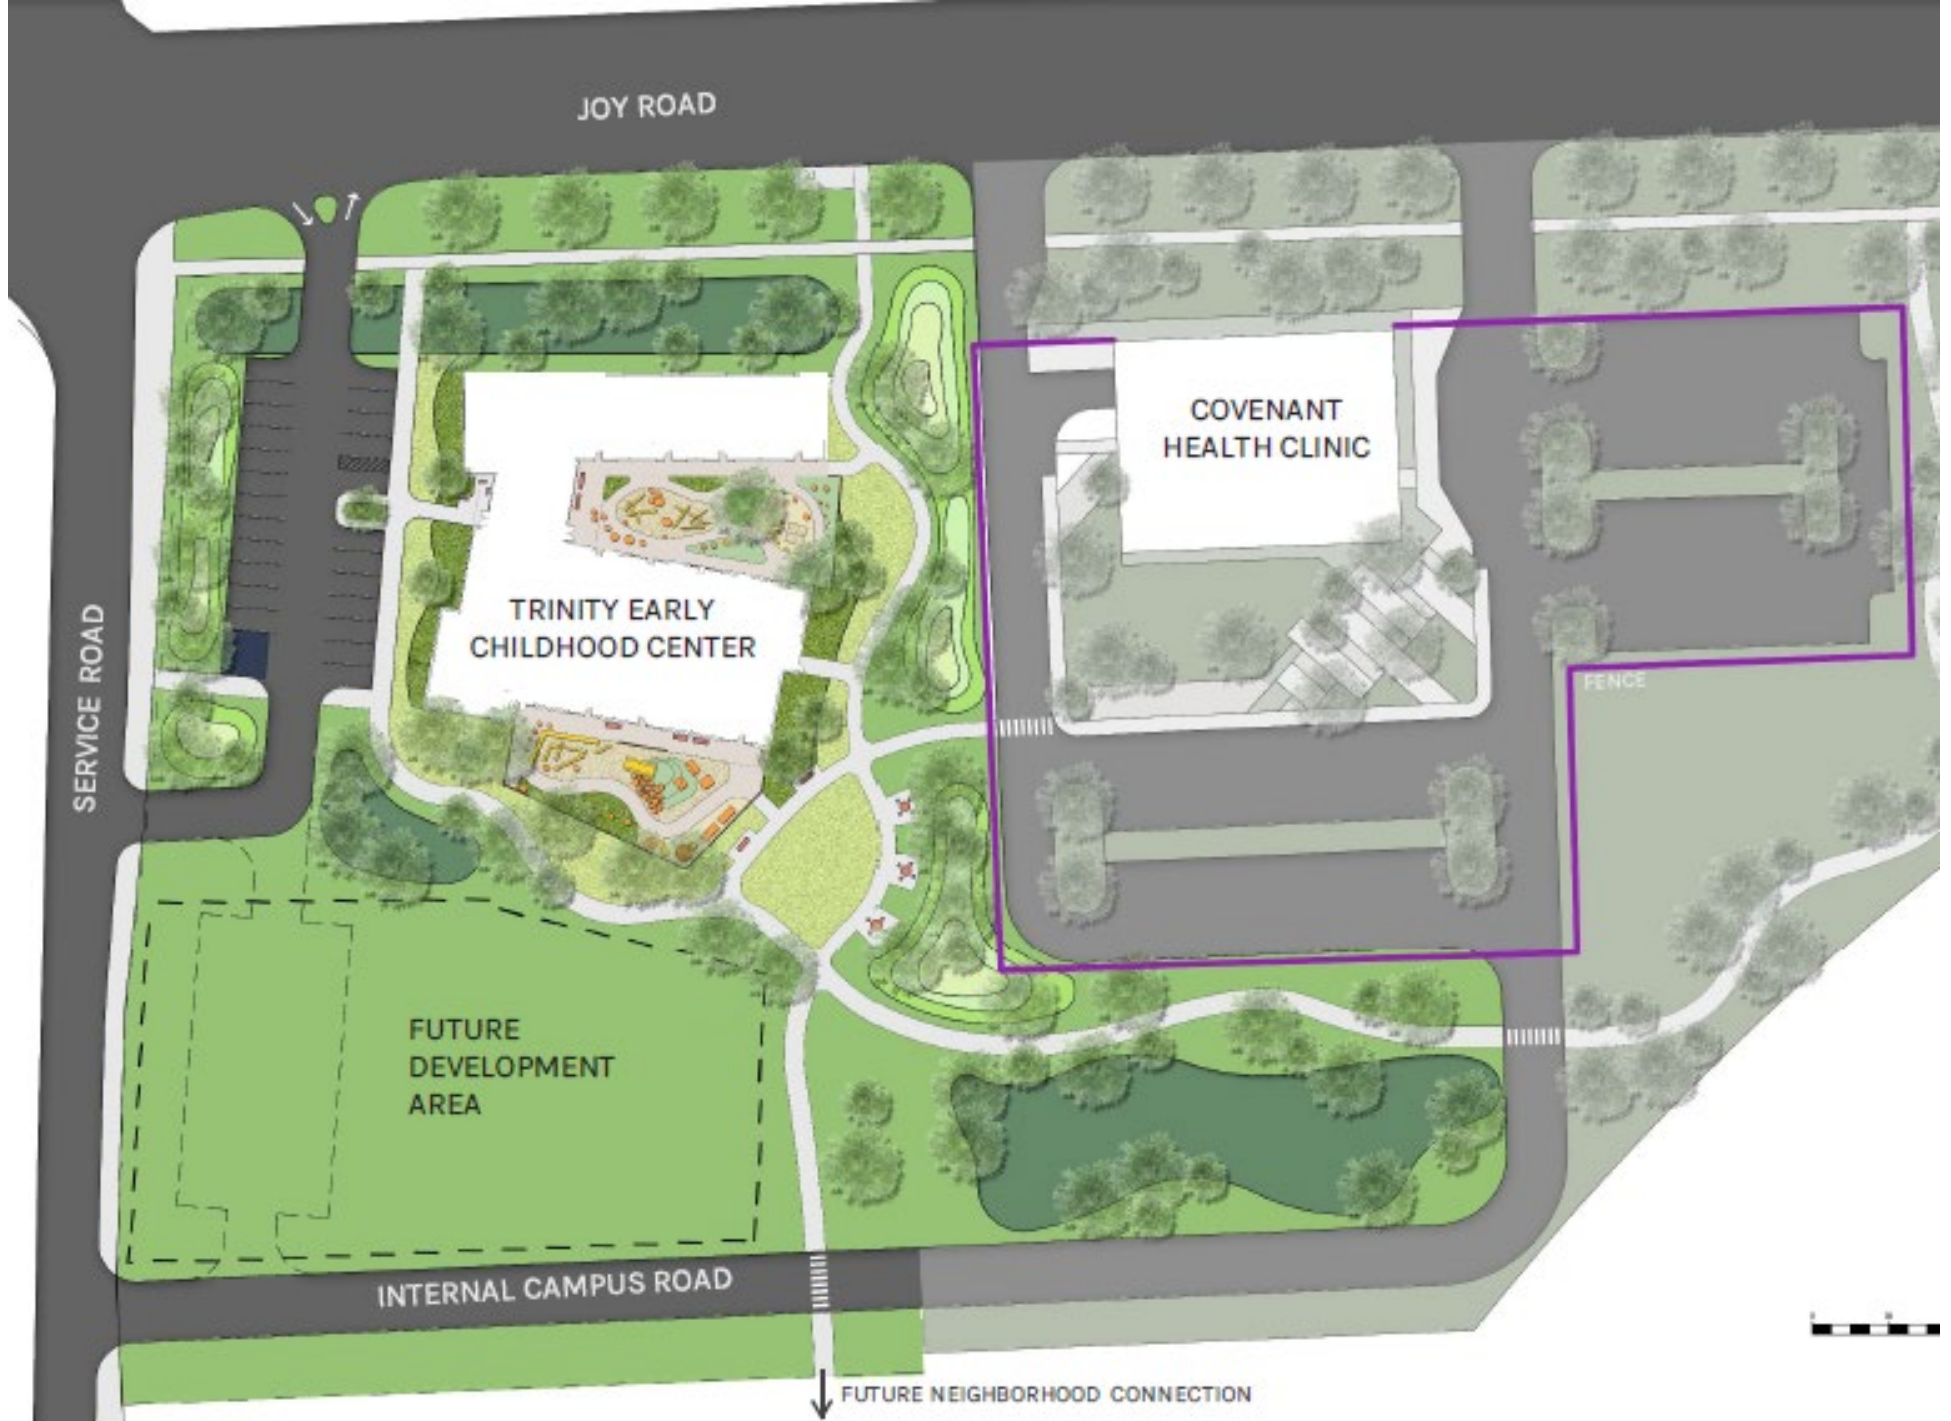 JOY ROAD
COVENANT
HEALTH CLINIC
TRINITY EARLY
CHILDHOOD CENTER
SERVICE ROAD
FENCE
FUTURE
DEVELOPMENT
AREA
INTERNAL CAMPUS ROAD
FUTURE NEIGHBORHOOD CONNECTION